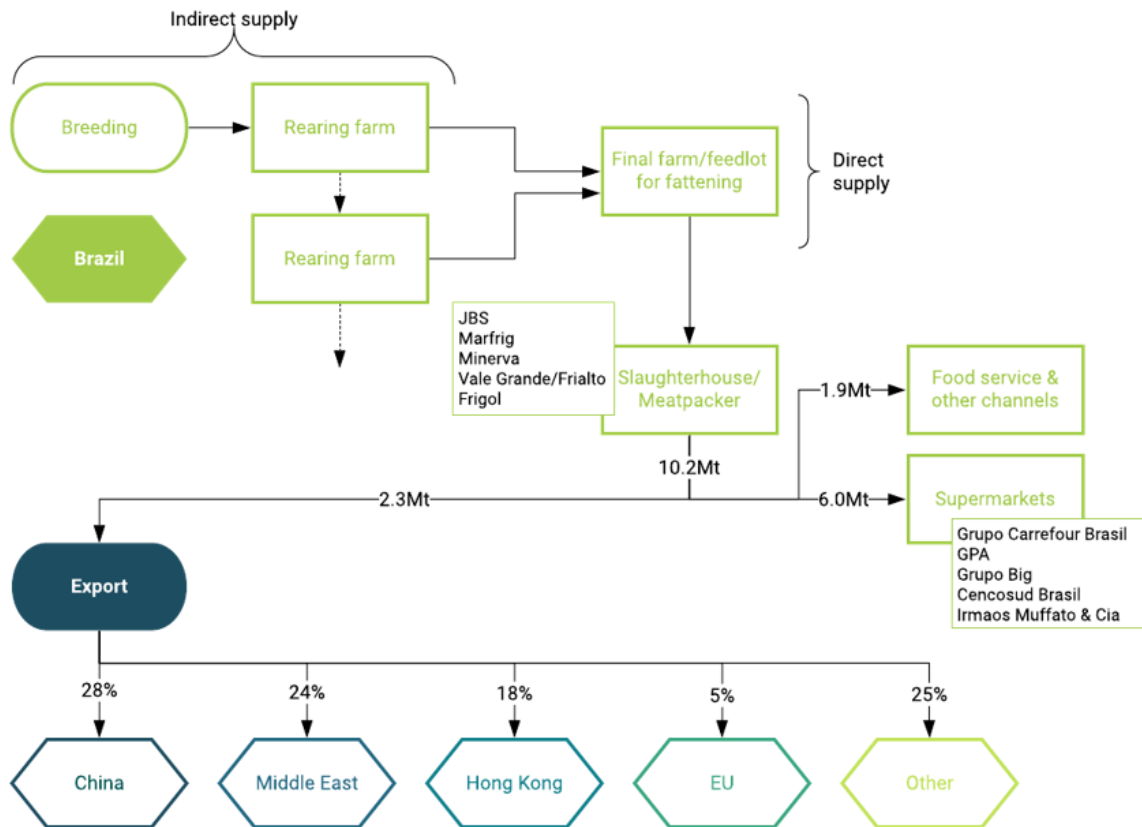 Indirect supply
Breeding
Rearing farm
Final farm/feedlot
for fattening
Direct
supply
Brazil
Rearing farm
JBS
Marfrig
Minerva
Vale Grande/Frialto
Frigol
Slaughterhouse/
Meatpacker
1.9Mt
Food service &
other channels
10.2Mt
2.3Mt
6.0Mt
Supermarkets
Grupo Carrefour Brasil
GPA
Grupo Big
Cencosud Brasil
Irmaos Muffato & Cia
Export
28%
24%
18%
5%
25%
China
Middle East
Hong Kong
EU
Other